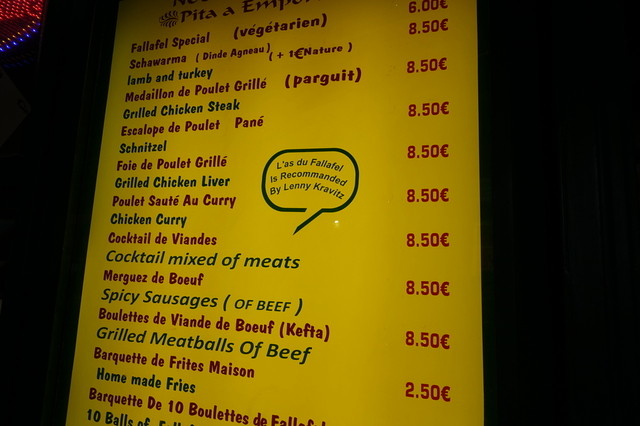 Pita a
Fallafel Special (végétarien) 6.00€
Schawarma ( Dinde Agneau ) ( + 1€Nature ) 8.50€
lamb and turkey
Medaillon de Poulet Grillé (parguit) 8.50€
Grılled Chicken Steak
Escalope de Poulet Pané 8.50€
Schnitzel
Foie de Poulet Grillé 8.50€
Grilled Chicken Liver
Poulet Sauté Au Curry 8.50€
Chicken Curry
Cocktail de Viandes 8.50€
Cocktail mixed of meats
Merguez de Boeuf 8.50€
Spicy Sausages ( OF BEEF )
Boulettes de Viande de Boeuf (Kefta) 8.50€
Grilled Meatballs Of Beef
Barquette de Frites Maison 2.50€
Home made Fries
Barquette De 10 Boulettes de
10 Balls of
L'as du Fallafel
Is Recommanded
By Lenny Kravitz